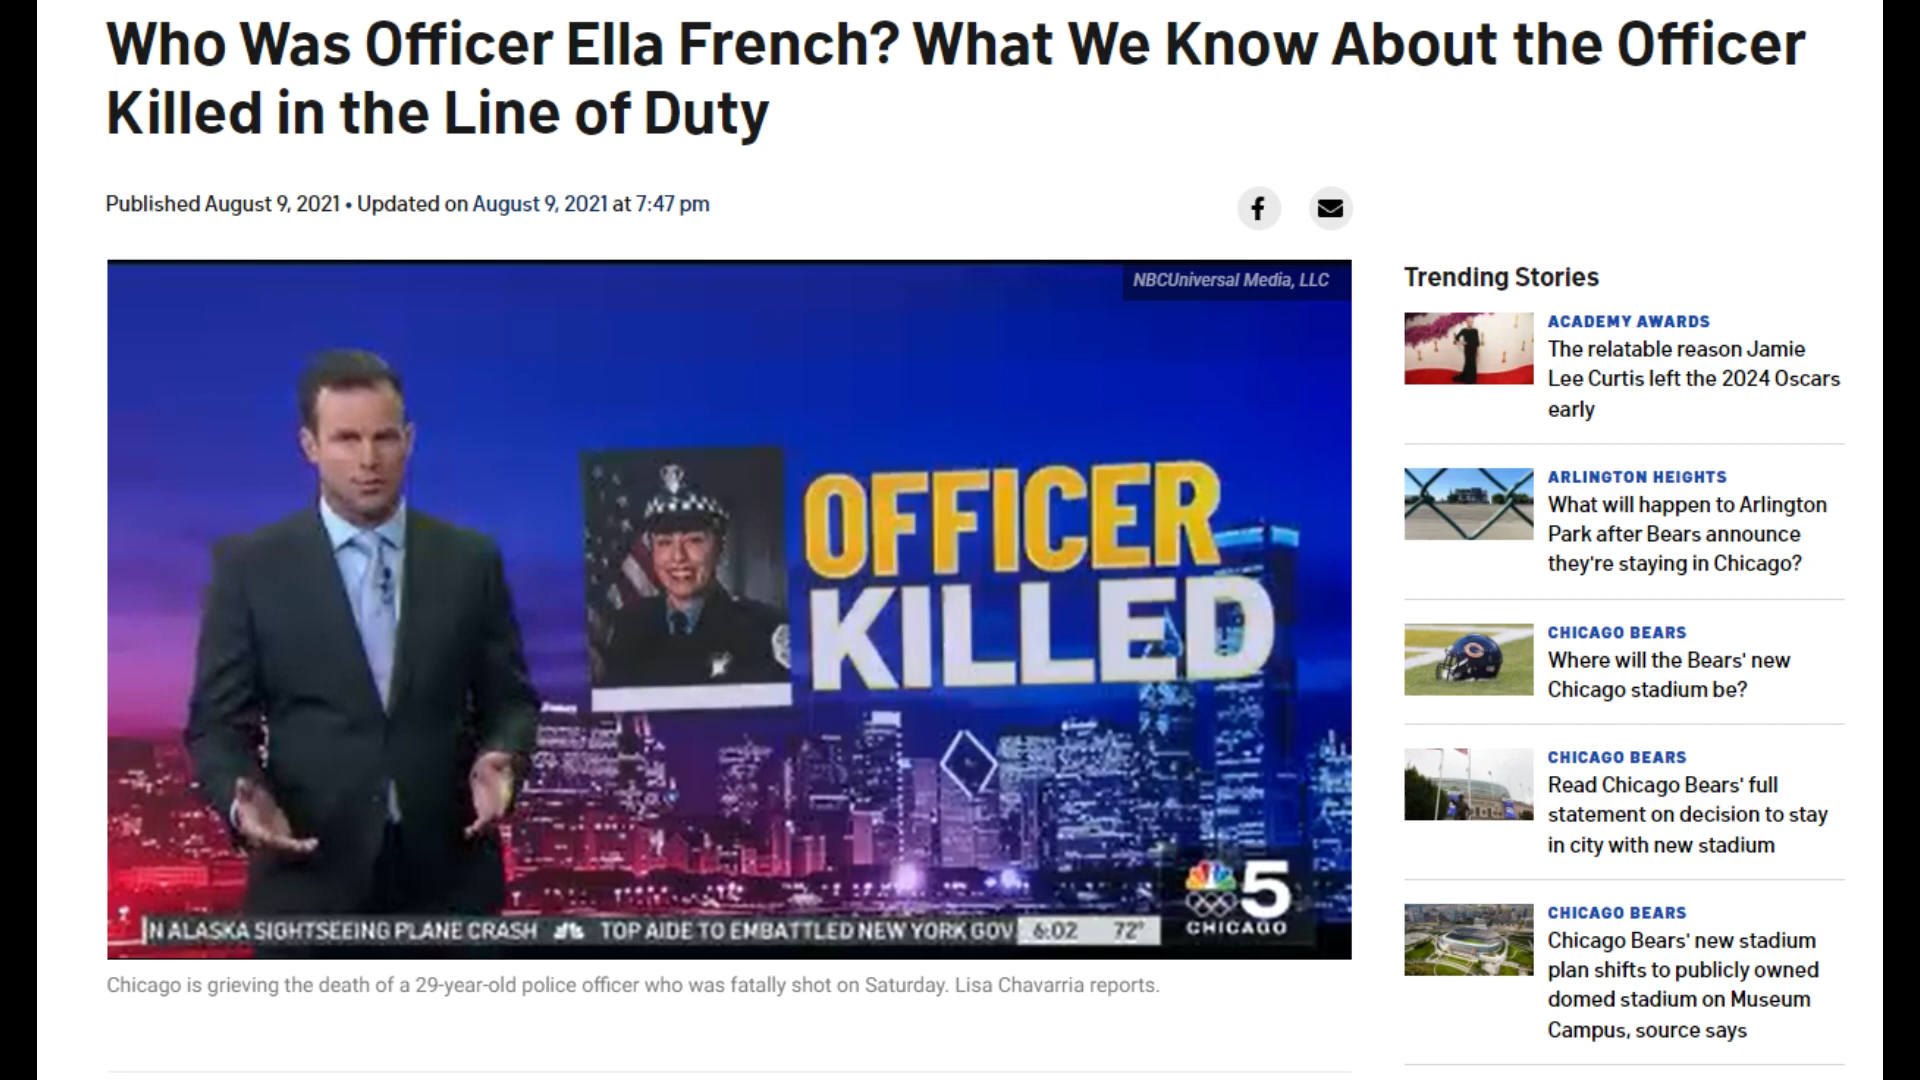 Who Was Officer Ella French? What We Know About the Officer
Killed in the Line of Duty
Published August 9, 2021 • Updated on August 9, 2021 at 7:47 pm
NBCUniversal Media, LLC
OFFICER
KILLED
5
CHICAGO
N ALASKA SIGHTSEEING PLANE CRASH TOP AIDE TO EMBATTLED NEW YORK GOV 6:02 72°
Chicago is grieving the death of a 29-year-old police officer who was fatally shot on Saturday. Lisa Chavarria reports.
Trending Stories
ACADEMY AWARDS
The relatable reason Jamie
Lee Curtis left the 2024 Oscars
early
ARLINGTON HEIGHTS
What will happen to Arlington
Park after Bears announce
they're staying in Chicago?
CHICAGO BEARS
Where will the Bears' new
Chicago stadium be?
CHICAGO BEARS
Read Chicago Bears' full
statement on decision to stay
in city with new stadium
CHICAGO BEARS
Chicago Bears' new stadium
plan shifts to publicly owned
domed stadium on Museum
Campus, source says